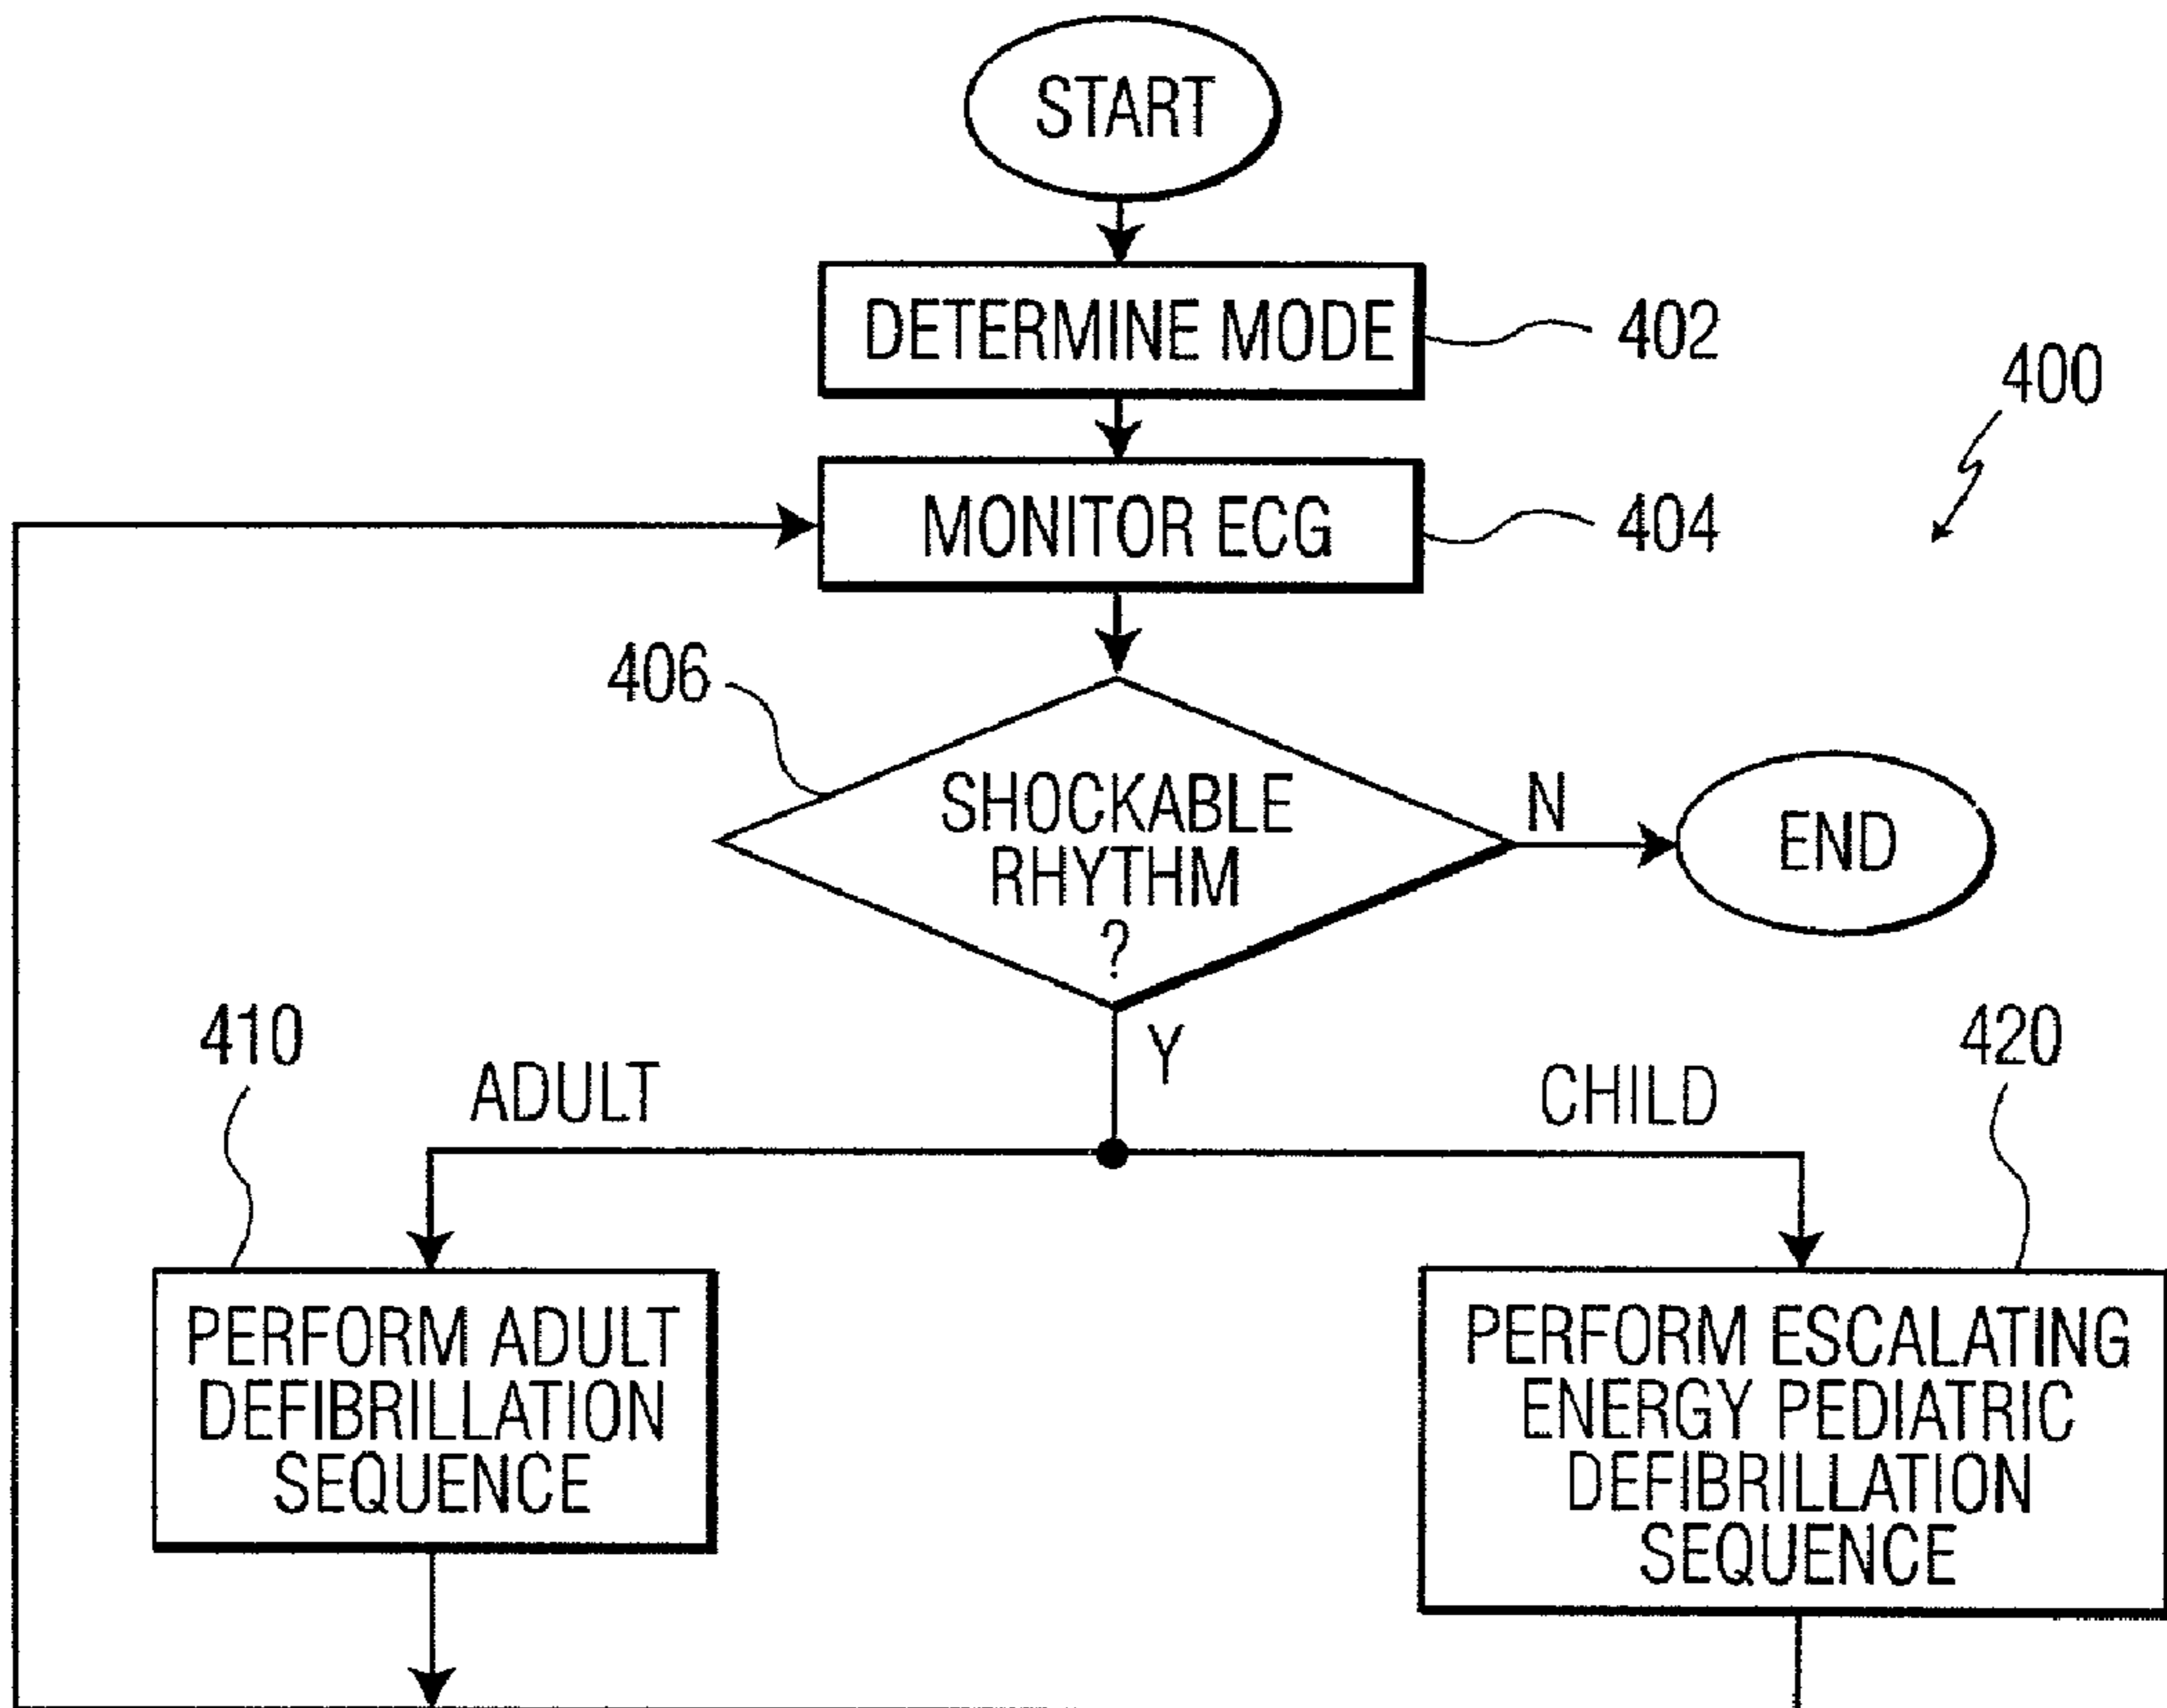 START
DETERMINE MODE
402
400
MONITOR ECG
404
406
SHOCKABLE
RHYTHM
?
N
END
Y
410
ADULT
CHILD
420
PERFORM ADULT
DEFIBRILLATION
SEQUENCE
PERFORM ESCALATING
ENERGY PEDIATRIC
DEFIBRILLATION
SEQUENCE